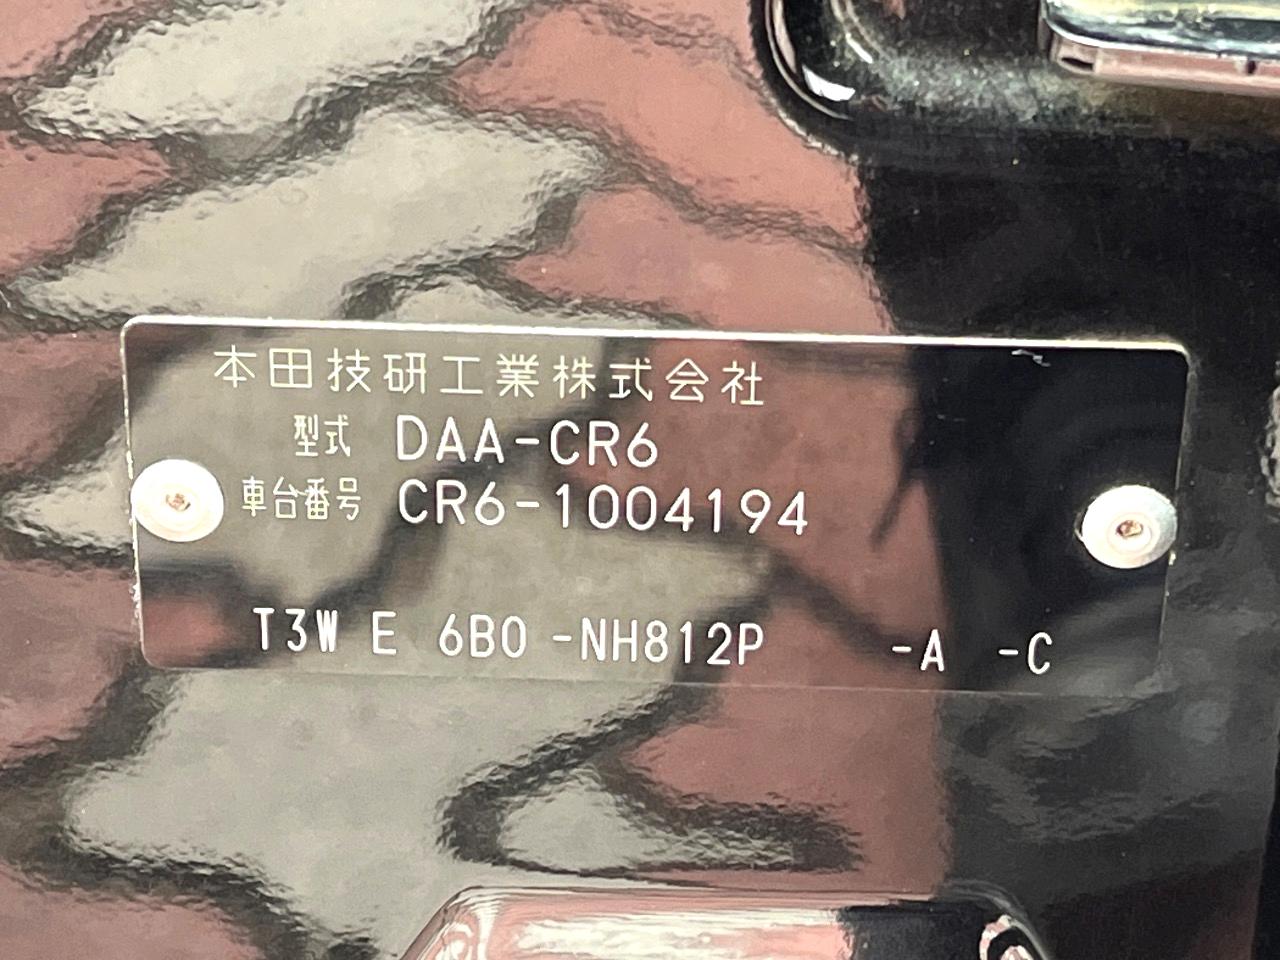 本田技研工業株式会社
型式 DAA-CR6
車台番号 CR6-1004194
T3W E 6B0 -NH812P -A -C